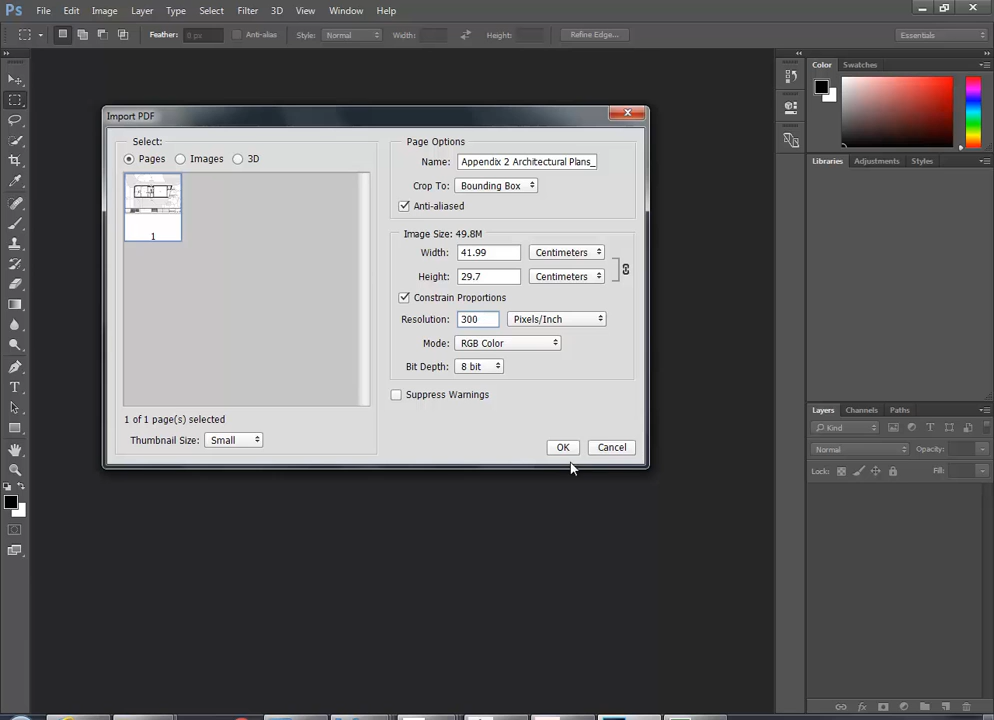 Ps File Edit Image Layer Type Select Filter 3D View Window Help
Feather: 0 px Anti-alias Style: Normal Width: Height: Refine Edge... Essentials
Color Swatches
Import PDF
Select:
Pages Images 3D
1
1 of 1 page(s) selected
Thumbnail Size: Small
Page Options
Name: Appendix 2 Architectural Plans_
Crop To: Bounding Box
Anti-aliased
Image Size: 49.8M
Width: 41.99 Centimeters
Height: 29.7 Centimeters
Constrain Proportions
Resolution: 300 Pixels/Inch
Mode: RGB Color
Bit Depth: 8 bit
Suppress Warnings
OK Cancel
Libraries Adjustments Styles
Layers Channels Paths
Kind
Normal Opacity:
Lock: Fill: